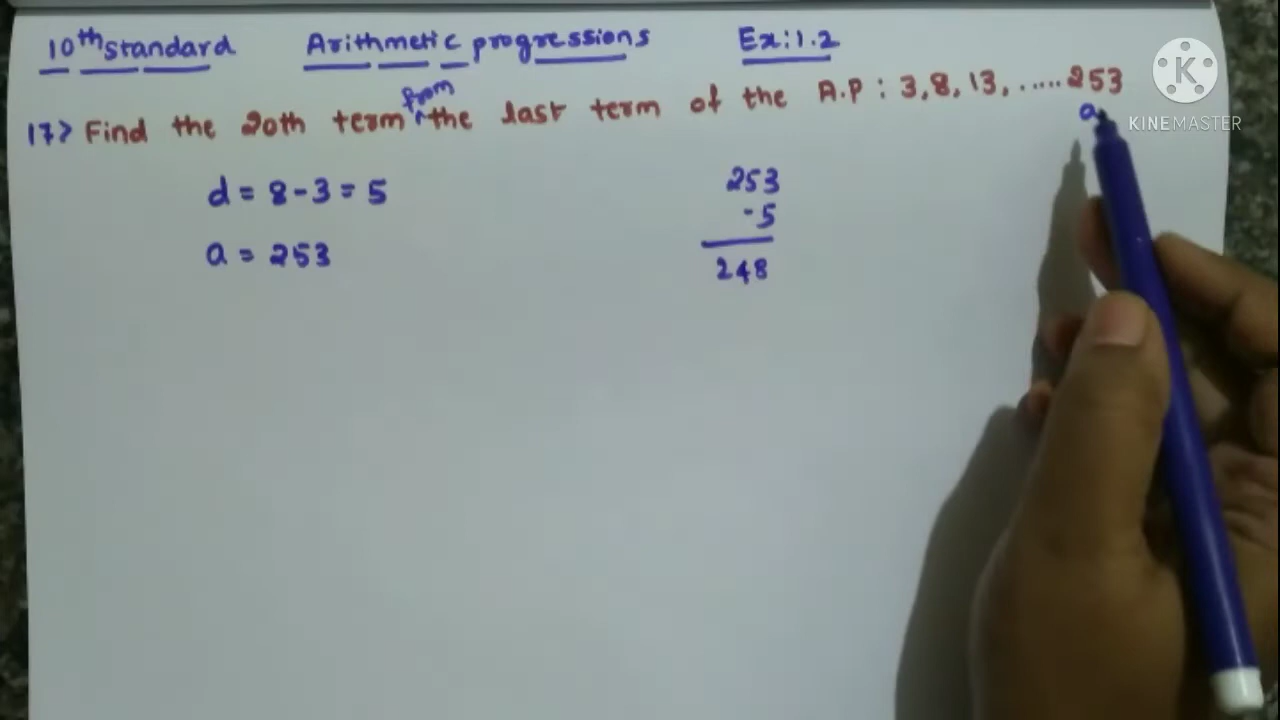 10th standard Arithmetic progressions Ex:1.2
17> Find the 20th term from the last term of the A.P : 3, 8, 13, ...... 253
a
KINEMASTER
d = 8 - 3 = 5
a = 253
253
- 5
248